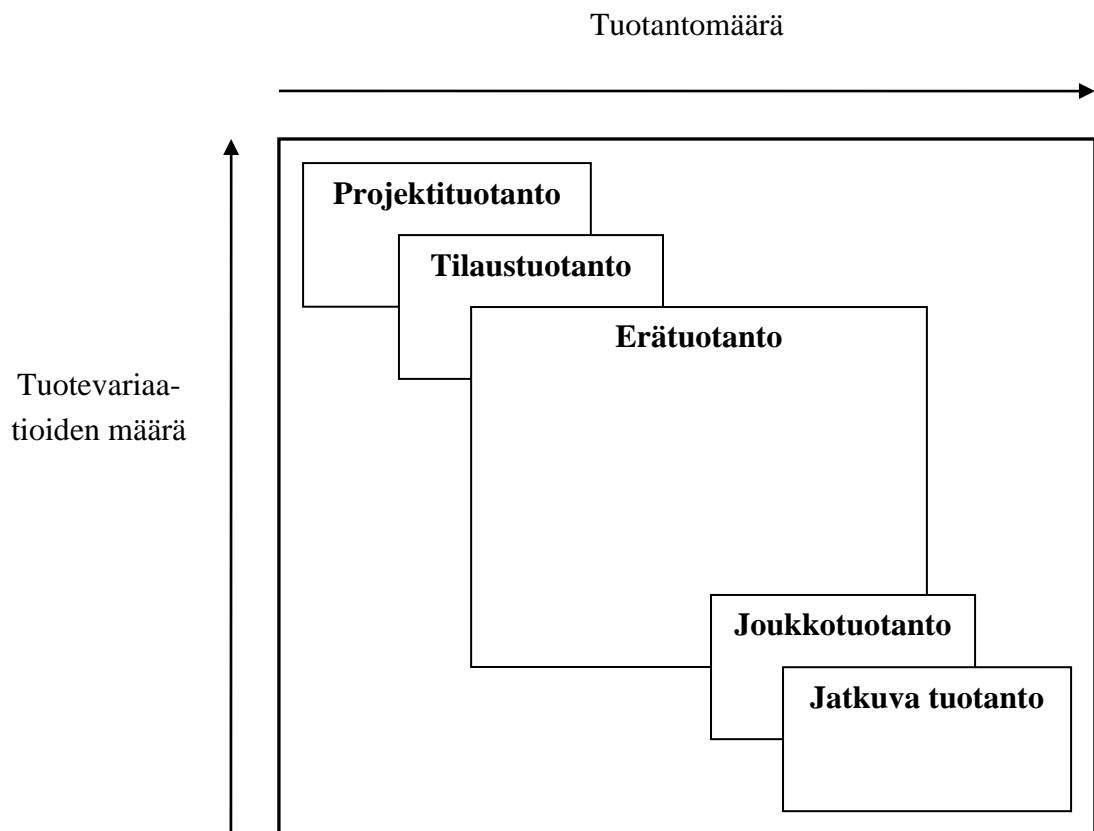 Tuotantomäärä
Projektituotanto
Tilaustuotanto
Erätuotanto
Tuotevariaa-
tioiden määrä
Joukkotuotanto
Jatkuva tuotanto